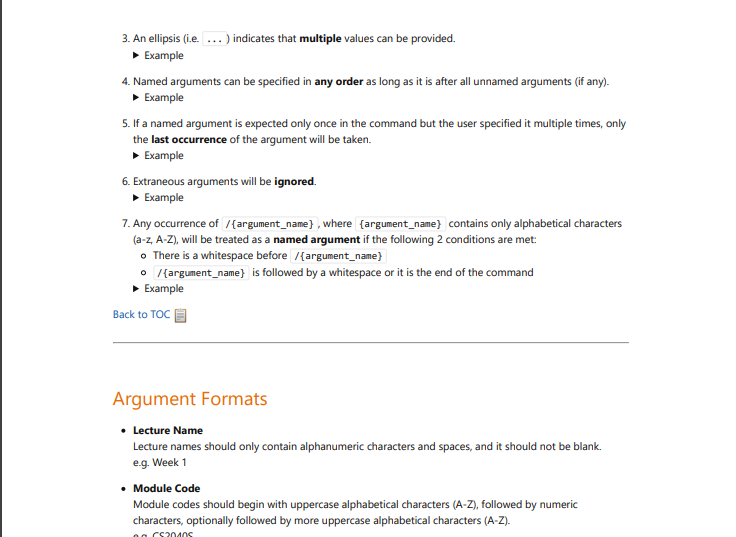 3. An ellipsis (i.e. ... ) indicates that multiple values can be provided.
▶ Example
4. Named arguments can be specified in any order as long as it is after all unnamed arguments (if any).
▶ Example
5. If a named argument is expected only once in the command but the user specified it multiple times, only
the last occurrence of the argument will be taken.
▶ Example
6. Extraneous arguments will be ignored.
▶ Example
7. Any occurrence of /{argument_name} , where {argument_name} contains only alphabetical characters
(a-z, A-Z), will be treated as a named argument if the following 2 conditions are met:
There is a whitespace before /{argument_name}
/{argument_name} is followed by a whitespace or it is the end of the command
▶ Example
Back to TOC
Argument Formats
• Lecture Name
Lecture names should only contain alphanumeric characters and spaces, and it should not be blank.
e.g. Week 1
• Module Code
Module codes should begin with uppercase alphabetical characters (A-Z), followed by numeric
characters, optionally followed by more uppercase alphabetical characters (A-Z).
e.g. CS2040S